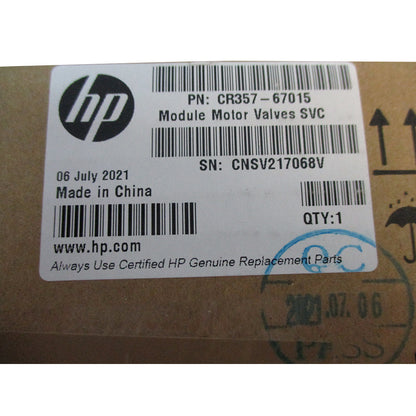 hp
PN: CR357-67015
Module Motor Valves SVC
SN: CNSV217068V
06 July 2021
Made in China
QTY:1
www.hp.com
Always Use Certified HP Genuine Replacement Parts
QC
2021.07.06